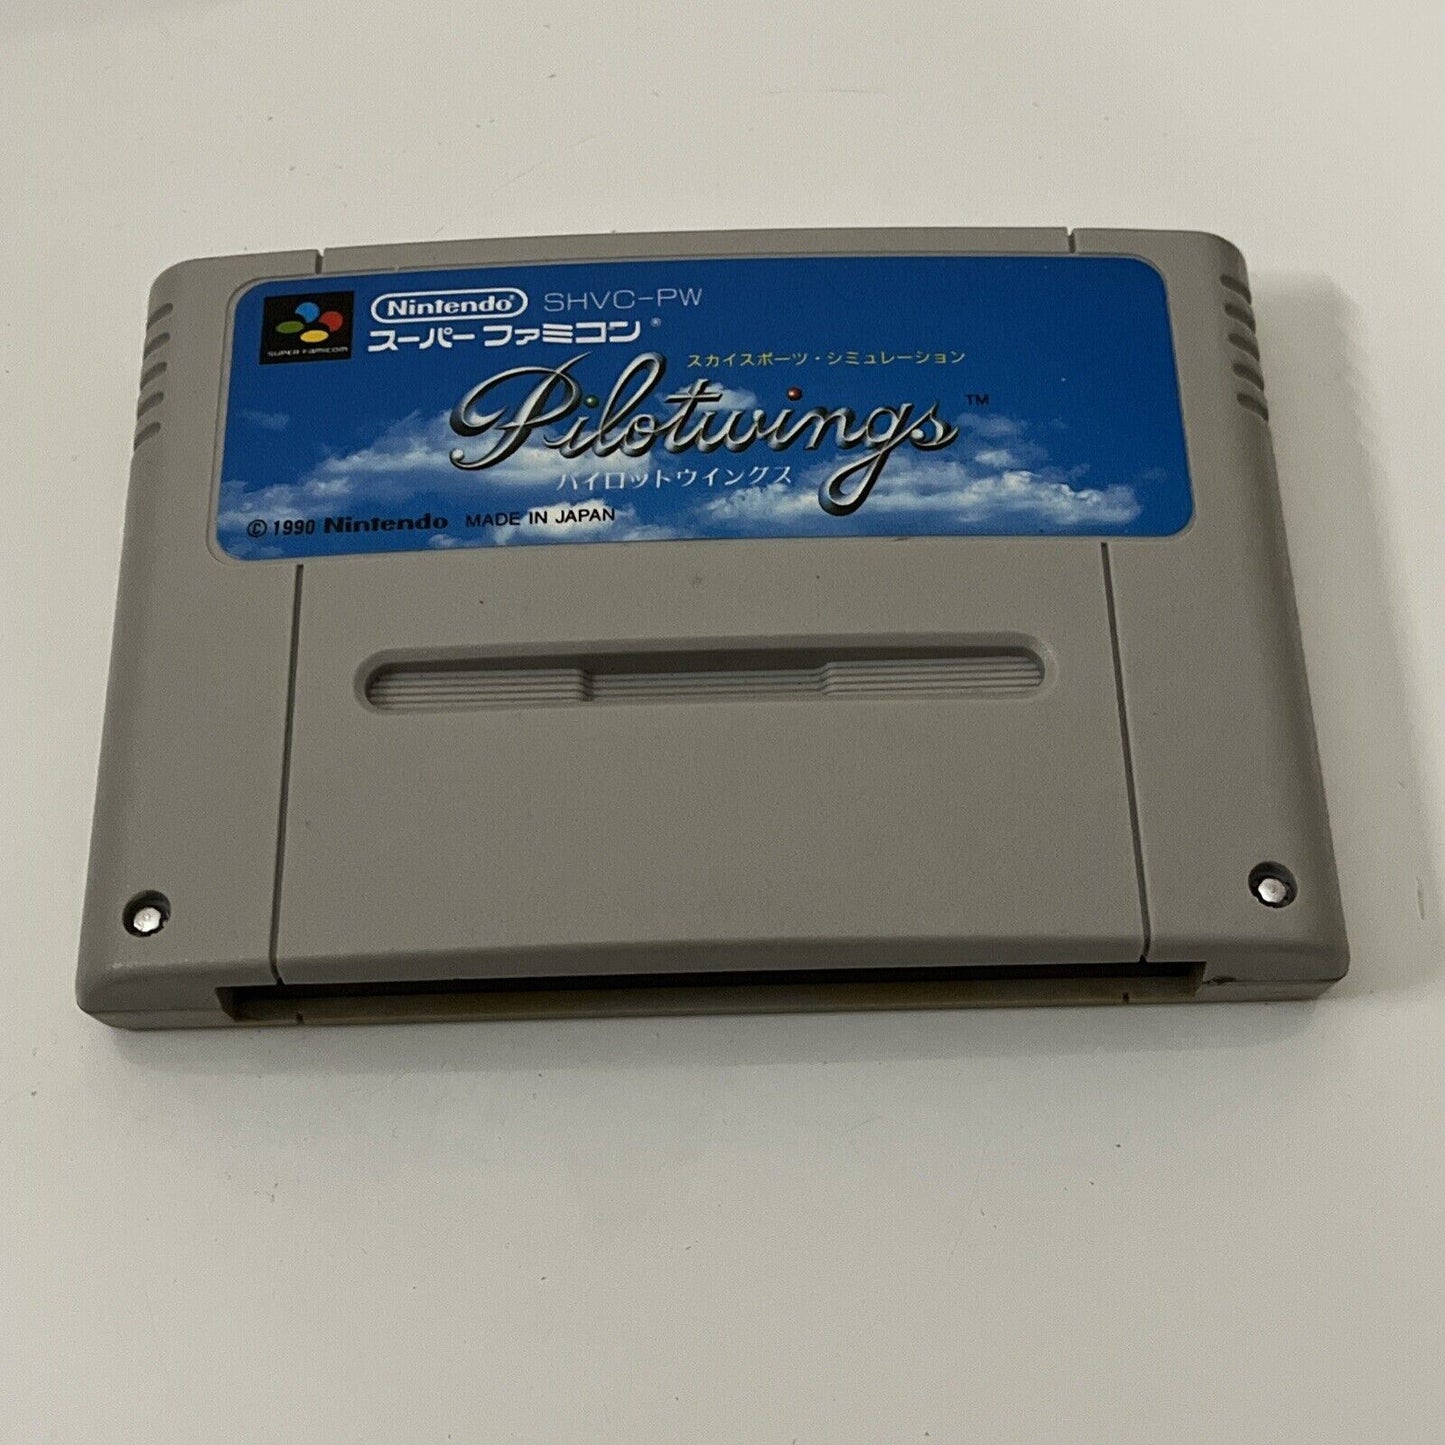 Nintendo® SHVC-PW
SUPER FAMICOM
スーパーファミコン®
スカイスポーツ・シミュレーション
Pilotwings™
パイロットウイングス
© 1990 Nintendo MADE IN JAPAN